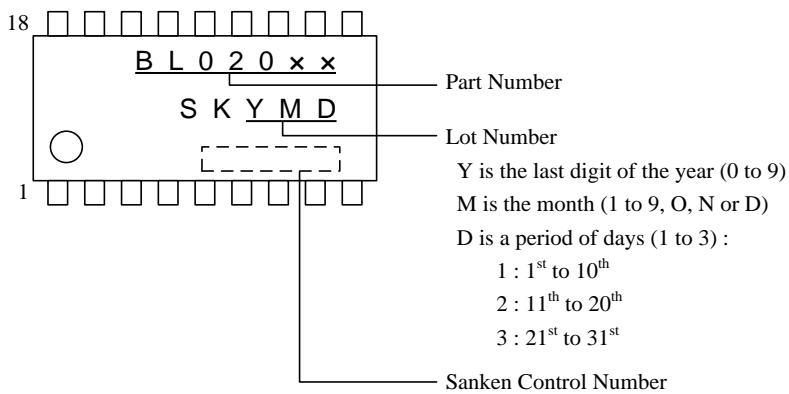 18
B L 0 2 0 × ×
Part Number
S K Y M D
Lot Number
Y is the last digit of the year (0 to 9)
1
M is the month (1 to 9, O, N or D)
D is a period of days (1 to 3) :
1 : 1st to 10th
2 : 11th to 20th
3 : 21st to 31st
Sanken Control Number